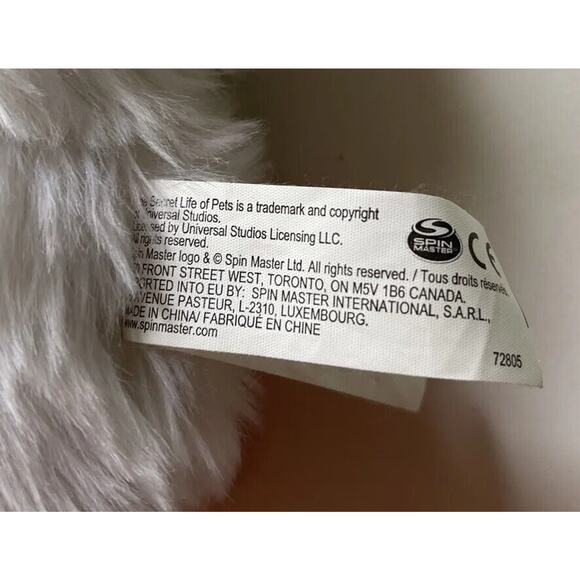 Secret Life of Pets is a trademark and copyright
of Universal Studios.
Licensed by Universal Studios Licensing LLC.
All rights reserved.
Spin Master logo & © Spin Master Ltd. All rights reserved. / Tous droits réservés.
FRONT STREET WEST, TORONTO, ON M5V 1B6 CANADA.
IMPORTED INTO EU BY: SPIN MASTER INTERNATIONAL, S.A.R.L.,
AVENUE PASTEUR, L-2310, LUXEMBOURG.
MADE IN CHINA/ FABRIQUÉ EN CHINE
www.spinmaster.com
SPIN
MASTER
CE
72805